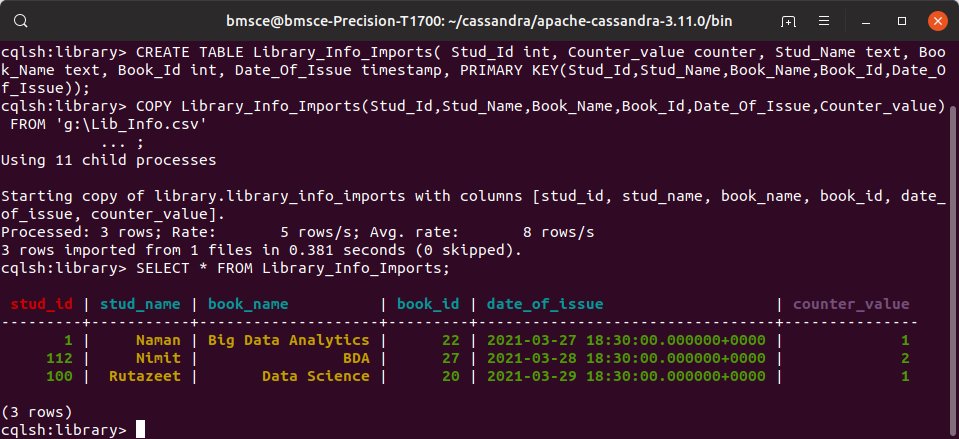 bmsce@bmsce-Precision-T1700: ~/cassandra/apache-cassandra-3.11.0/bin
cqlsh:library> CREATE TABLE Library_Info_Imports( Stud_Id int, Counter_value counter, Stud_Name text, Boo
k_Name text, Book_Id int, Date_Of_Issue timestamp, PRIMARY KEY(Stud_Id,Stud_Name,Book_Name,Book_Id,Date_O
f_Issue));
cqlsh:library> COPY Library_Info_Imports(Stud_Id,Stud_Name,Book_Name,Book_Id,Date_Of_Issue,Counter_value)
 FROM 'g:\Lib_Info.csv'
           ... ;
Using 11 child processes
Starting copy of library.library_info_imports with columns [stud_id, stud_name, book_name, book_id, date_
of_issue, counter_value].
Processed: 3 rows; Rate:       5 rows/s; Avg. rate:       8 rows/s
3 rows imported from 1 files in 0.381 seconds (0 skipped).
cqlsh:library> SELECT * FROM Library_Info_Imports;
 stud_id | stud_name | book_name          | book_id | date_of_issue                   | counter_value
---------+-----------+--------------------+---------+---------------------------------+---------------
       1 |     Naman | Big Data Analytics |      22 | 2021-03-27 18:30:00.000000+0000 |             1
     112 |     Nimit |                BDA |      27 | 2021-03-28 18:30:00.000000+0000 |             2
     100 |  Rutazeet |       Data Science |      20 | 2021-03-29 18:30:00.000000+0000 |             1
(3 rows)
cqlsh:library>